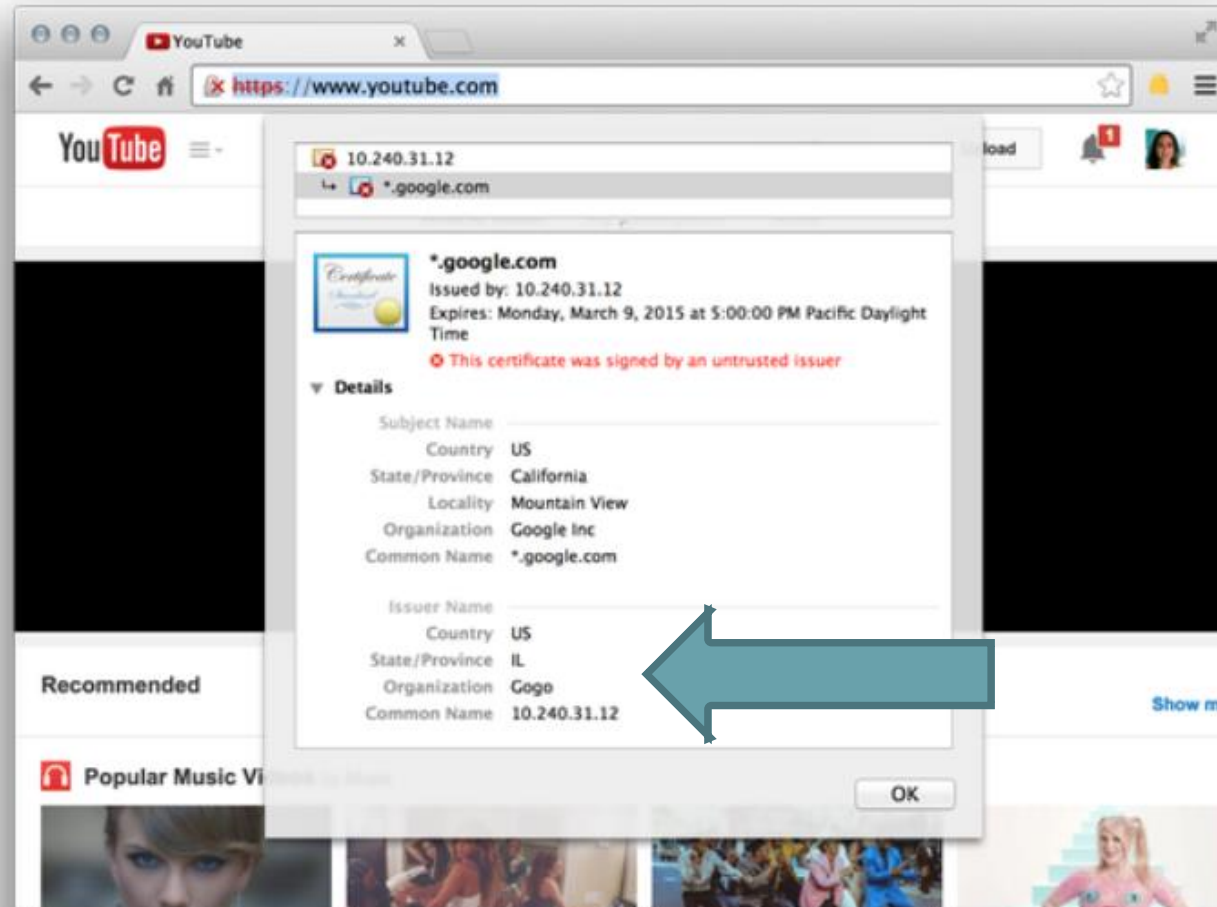 YouTube
https://www.youtube.com
YouTube
1
10.240.31.12
*.google.com
Certificate
Standard
*.google.com
Issued by: 10.240.31.12
Expires: Monday, March 9, 2015 at 5:00:00 PM Pacific Daylight
Time
This certificate was signed by an untrusted issuer
Details
Subject Name
Country US
State/Province California
Locality Mountain View
Organization Google Inc
Common Name *.google.com
Issuer Name
Country US
State/Province IL
Organization Gogo
Common Name 10.240.31.12
Recommended
Show m
Popular Music Vi
OK